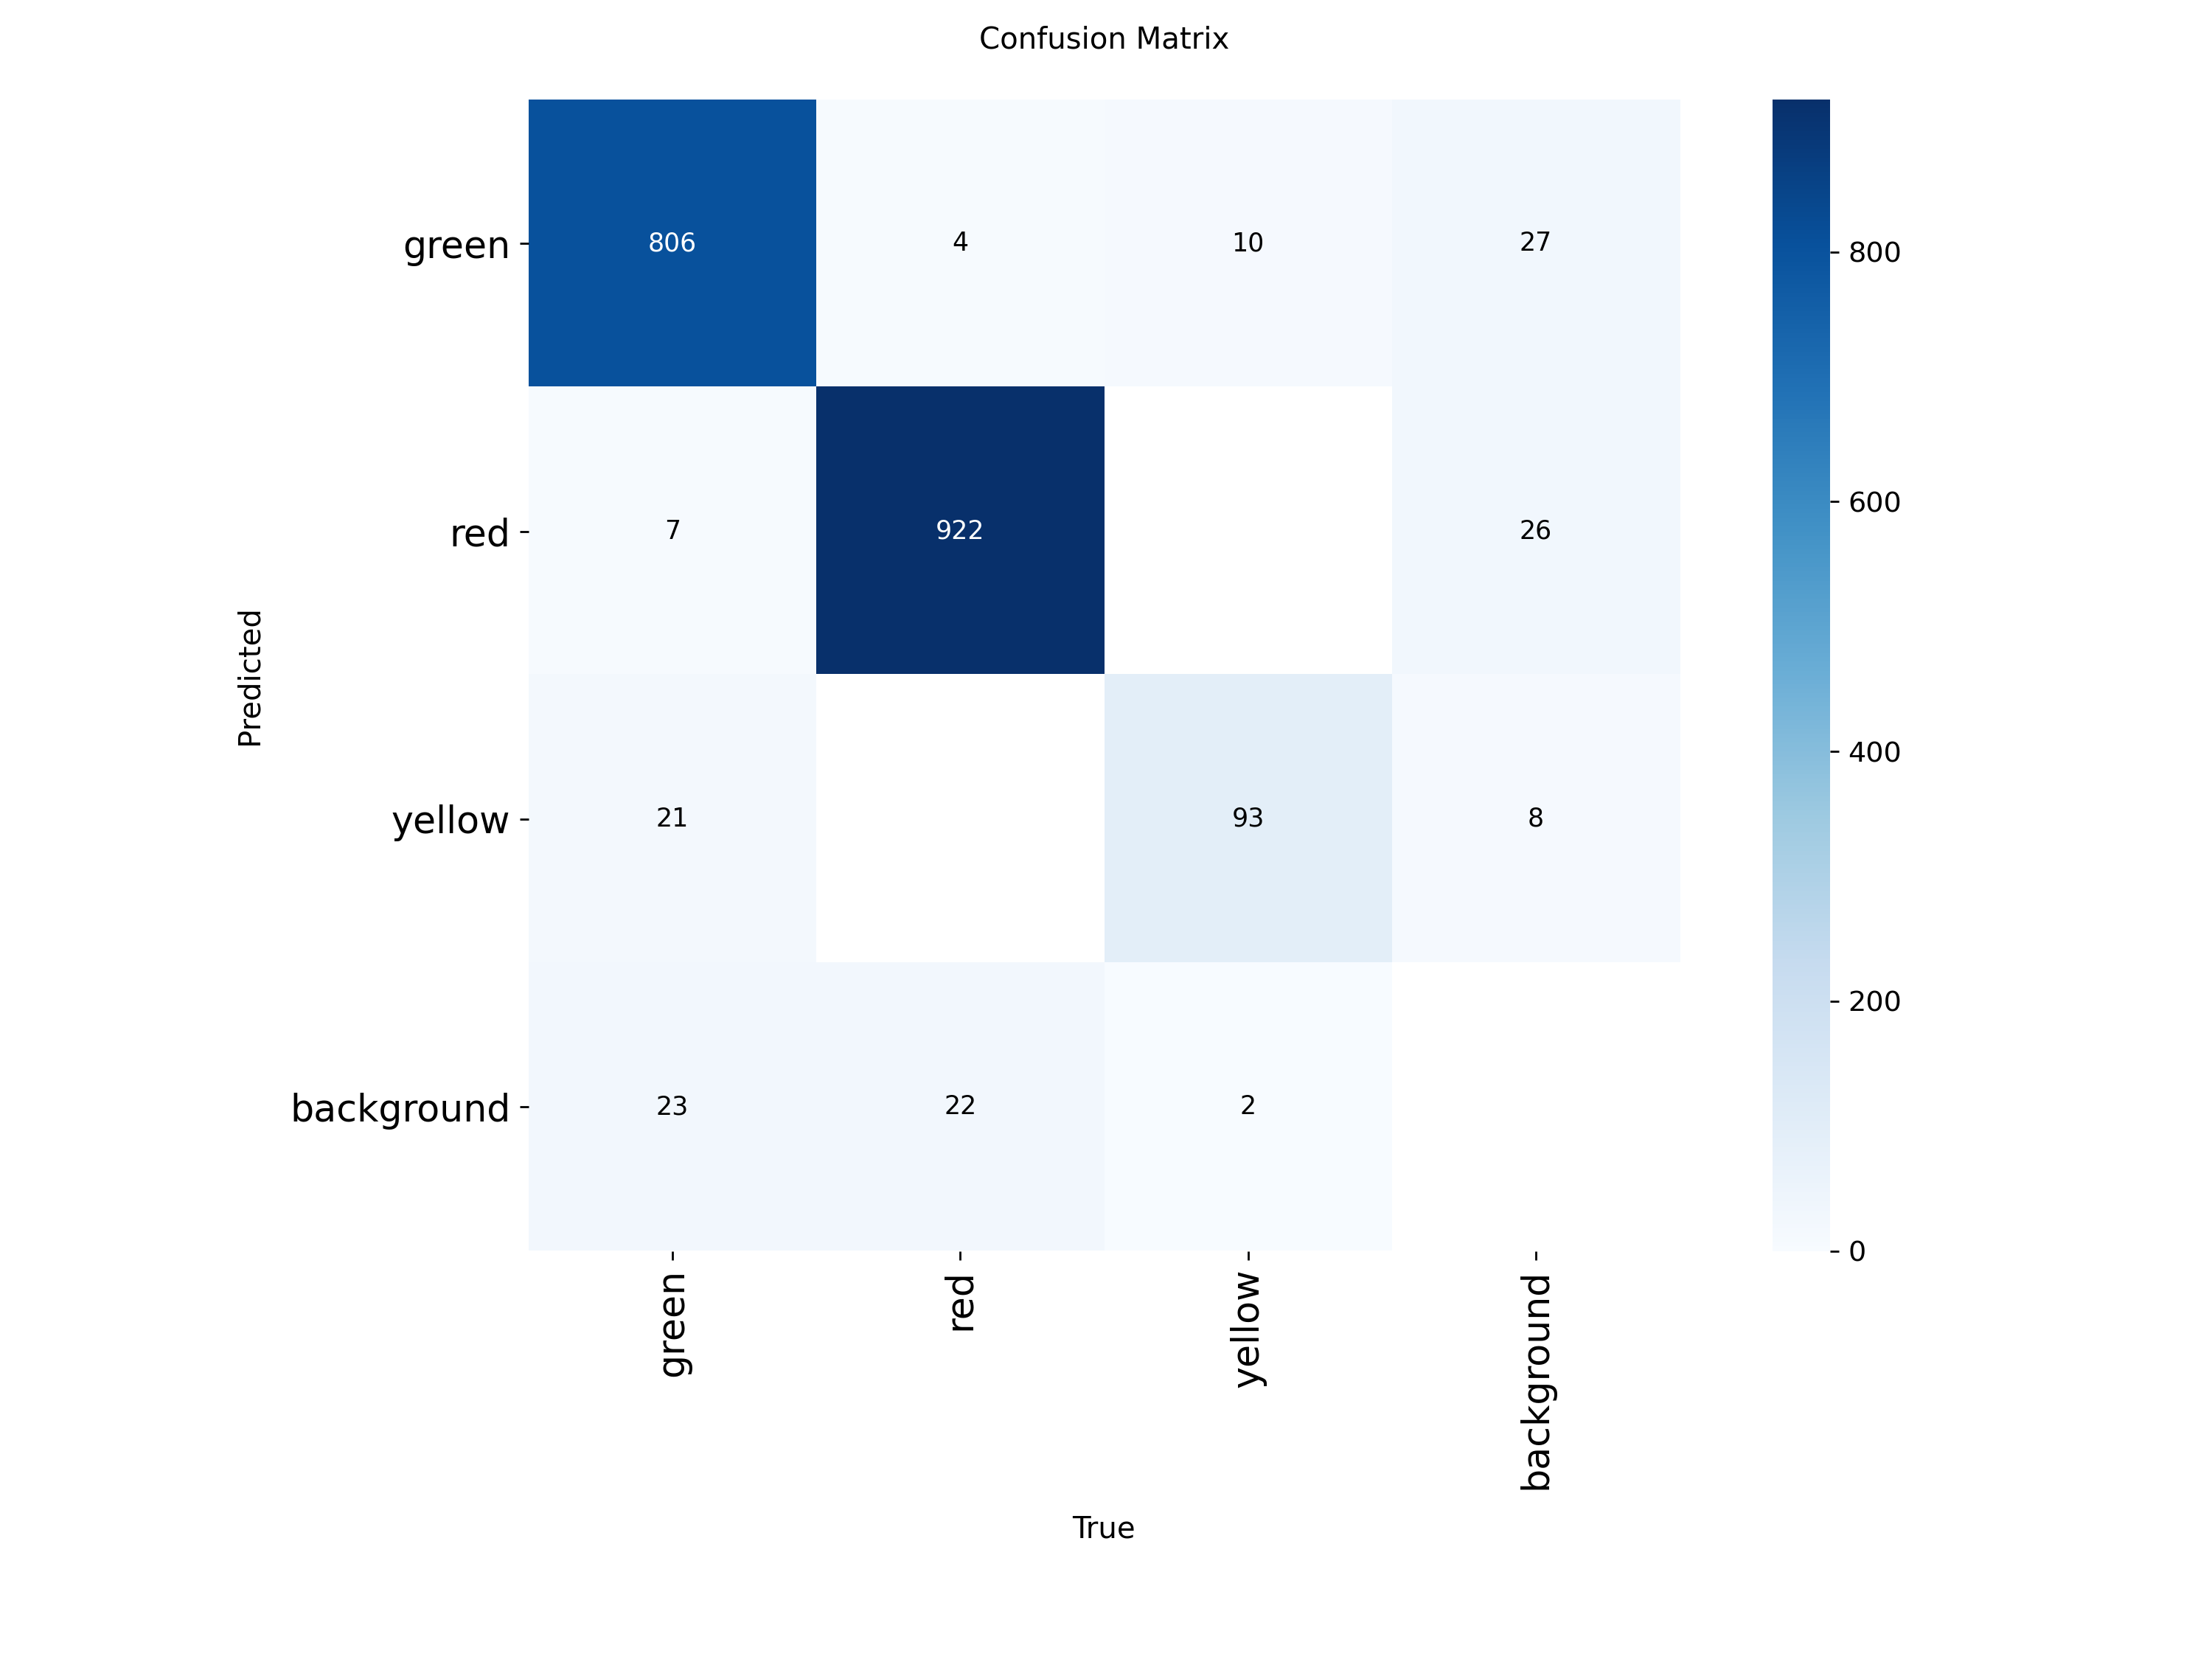 Confusion Matrix
green 806 4 10 27
red 7 922 26
yellow 21 93 8
background 23 22 2
Predicted
green red yellow background
True
800
600
400
200
0